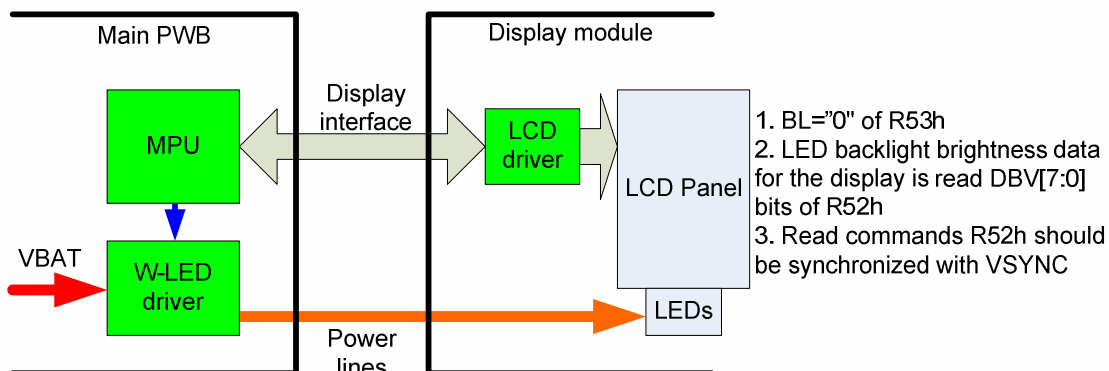 Main PWB
Display module
Display
interface
MPU
LCD
driver
LCD Panel
1. BL=”0" of R53h
2. LED backlight brightness data
for the display is read DBV[7:0]
bits of R52h
3. Read commands R52h should
be synchronized with VSYNC
VBAT
W-LED
driver
LEDs
Power
lines